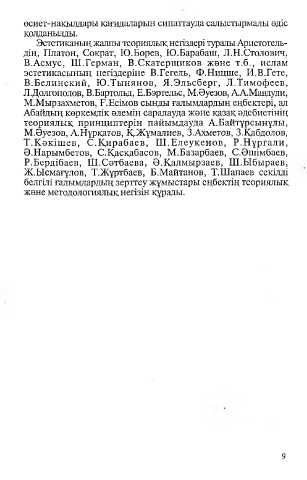 өсиет-нақылдары қағидаларын сипаттауда салыстырмалы әдіс
қолданылды.
Эстетиканың жалпы теориялық негіздері туралы Аристотель-
дің, Платон, Сократ, Ю.Борев, Ю.Барабаш, Л.Н.Столович,
В.Асмус, Ш.Герман, В.Скатерщиков және т.б., ислам
эстетикасының негіздеріне В.Гегель, Ф.Ницше, И.В.Гете,
В.Белинский, Ю.Тынянов, Я.Эльсберг, Л.Тимофеев,
Л.Долгополов, В.Бартольд, Е.Бэртельс, М.Әуезов, А.А.Мандули,
М.Мырзахметов, Ғ.Есімов сынды ғалымдардың еңбектері, ал
Абайдың көркемдік әлемін саралауда және қазақ әдебиетінің
теориялық принциптерін пайымдауда А.Байтұрсынұлы,
М.Әуезов, А.Нұрқатов, Қ.Жұмалиев, З.Ахметов, З.Қабдолов,
Т.Кәкішев, С.Қирабаев, Ш.Елеукенов, Р.Нұрғали,
Ә.Нарымбетов, С.Қасқабасов, М.Базарбаев, С.Әшімбаев,
Р.Бердібаев, Ш.Сәтбаева, Ө.Қалмырзаев, Ш.Ыбыраев,
Ж.Ысмағұлов, Т.Жұртбаев, Б.Майтанов, Т.Шапаев секілді
белгілі ғалымдардың зерттеу жұмыстары еңбектің теориялық
және методологиялық негізін құрады.
9